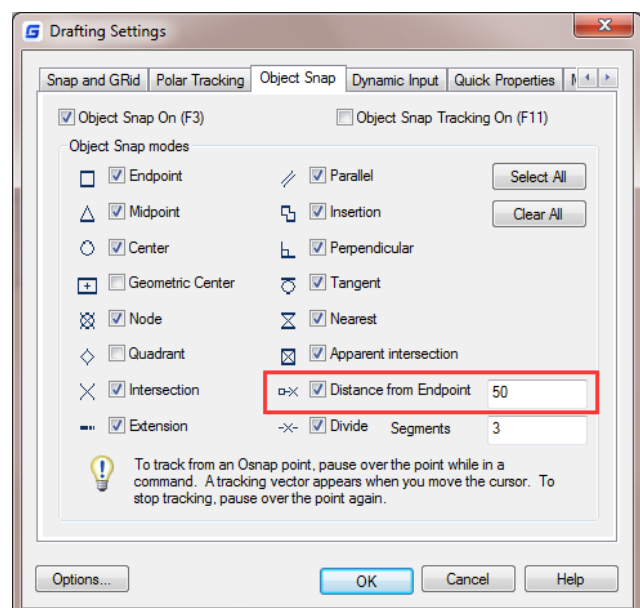 Drafting Settings
Snap and GRid Polar Tracking Object Snap Dynamic Input Quick Properties
Object Snap On (F3) Object Snap Tracking On (F11)
Object Snap modes
Endpoint Parallel Select All
Midpoint Insertion Clear All
Center Perpendicular
Geometric Center Tangent
Node Nearest
Quadrant Apparent intersection
Intersection Distance from Endpoint 50
Extension Divide Segments 3
To track from an Osnap point, pause over the point while in a
command. A tracking vector appears when you move the cursor. To
stop tracking, pause over the point again.
Options... OK Cancel Help